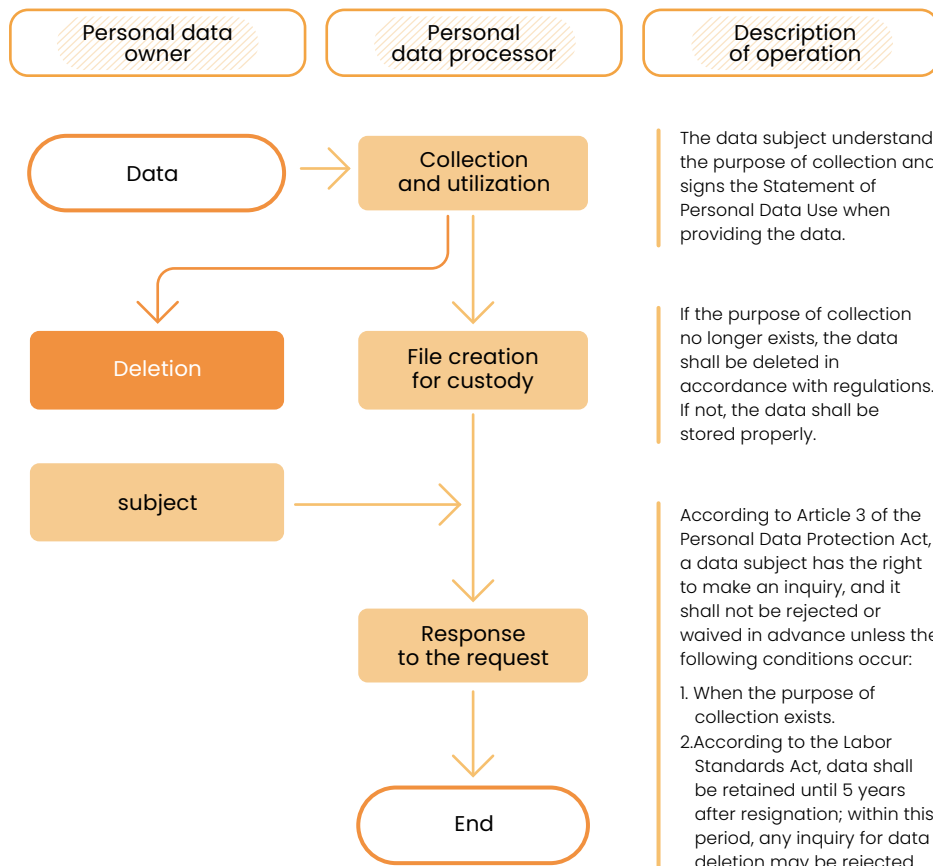 Personal data
owner
Personal
data processor
Description
of operation
Data
Collection
and utilization
The data subject understand
the purpose of collection and
signs the Statement of
Personal Data Use when
providing the data.
Deletion
File creation
for custody
If the purpose of collection
no longer exists, the data
shall be deleted in
accordance with regulations.
If not, the data shall be
stored properly.
subject
Response
to the request
According to Article 3 of the
Personal Data Protection Act,
a data subject has the right
to make an inquiry, and it
shall not be rejected or
waived in advance unless the
following conditions occur:
1. When the purpose of
collection exists.
2.According to the Labor
Standards Act, data shall
be retained until 5 years
after resignation; within this
period, any inquiry for data
deletion may be rejected
End